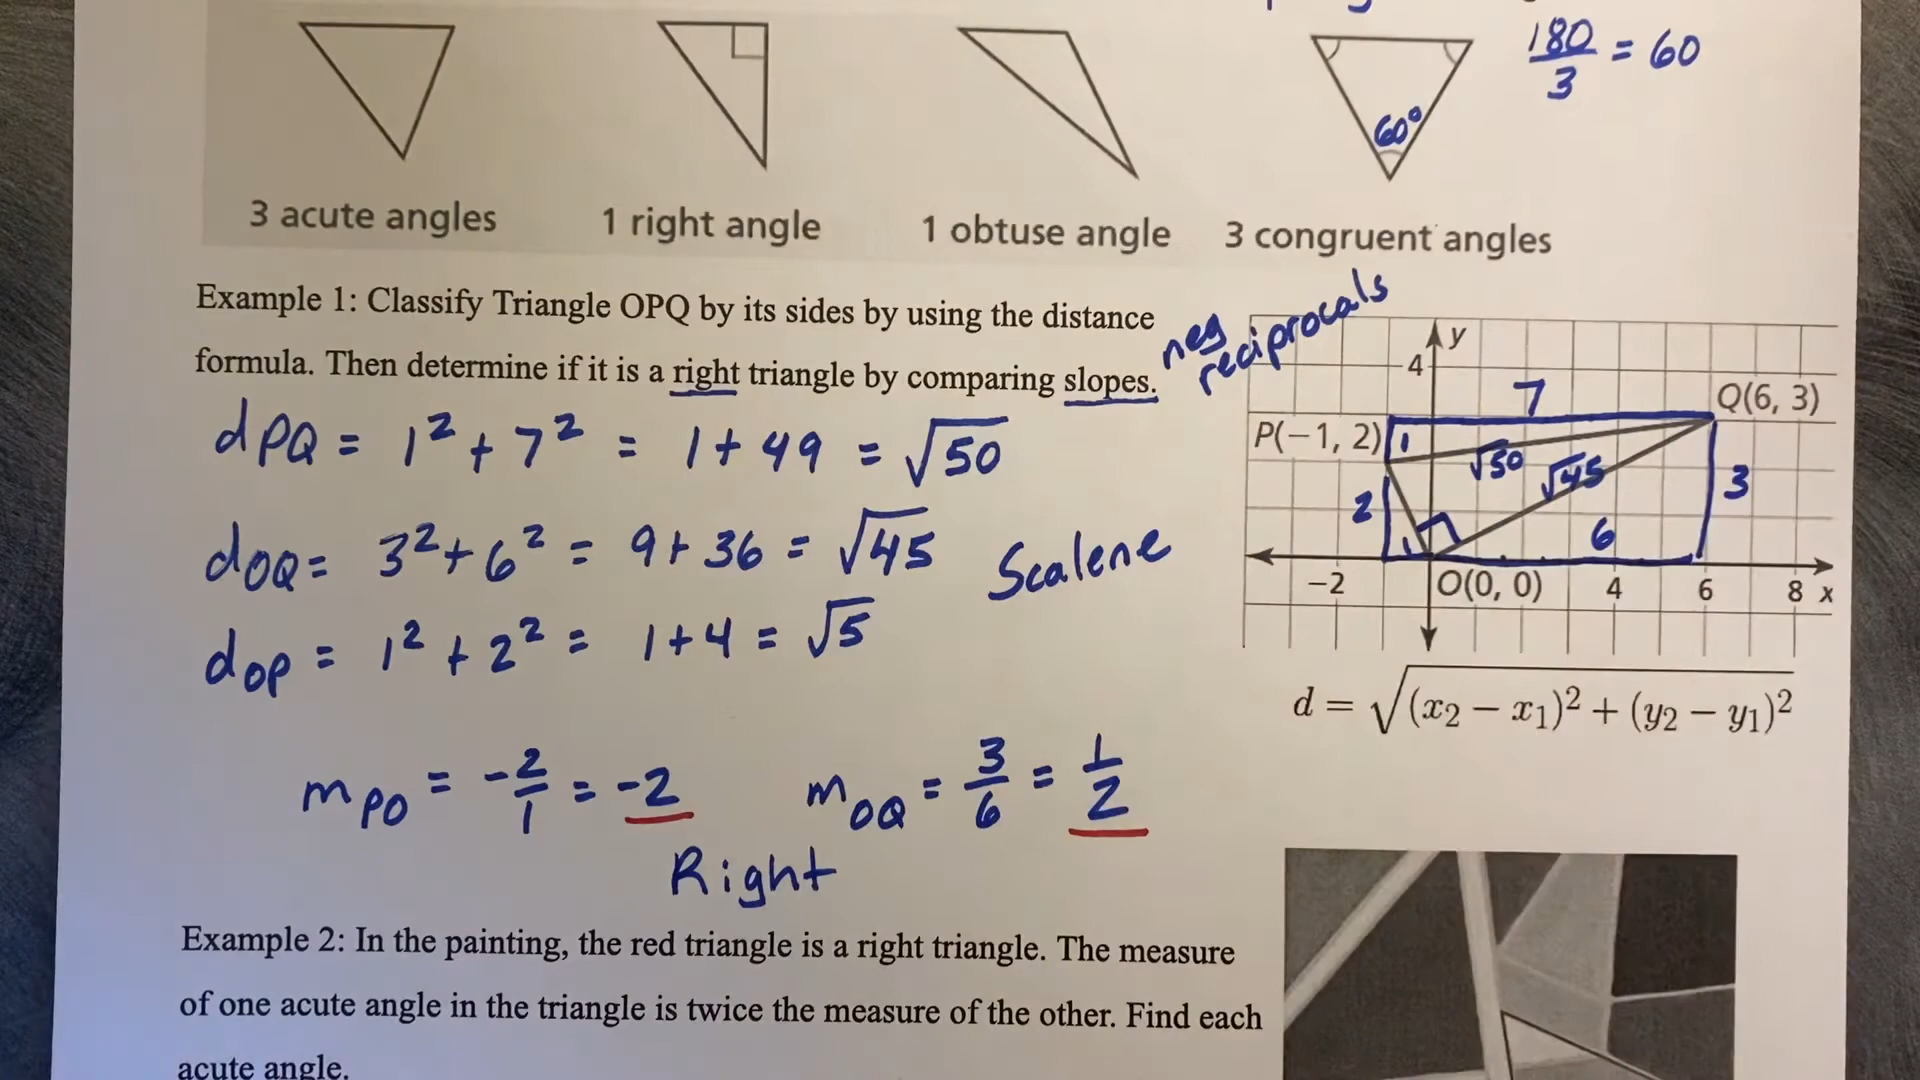 180/3 = 60
60°
3 acute angles
1 right angle
1 obtuse angle
3 congruent angles
Example 1: Classify Triangle OPQ by its sides by using the distance
formula. Then determine if it is a right triangle by comparing slopes.
neg
reciprocals
dPQ = 1² + 7² = 1 + 49 = √50
dOQ = 3² + 6² = 9 + 36 = √45
Scalene
dOP = 1² + 2² = 1 + 4 = √5
y
4
7
Q(6, 3)
P(−1, 2)
1
√50
√45
3
2
6
−2
O(0, 0)
4
6
8
x
d = √(x₂ − x₁)² + (y₂ − y₁)²
mPO = -2/1 = -2
mOQ = 3/6 = 1/2
Right
Example 2: In the painting, the red triangle is a right triangle. The measure
of one acute angle in the triangle is twice the measure of the other. Find each
acute angle.